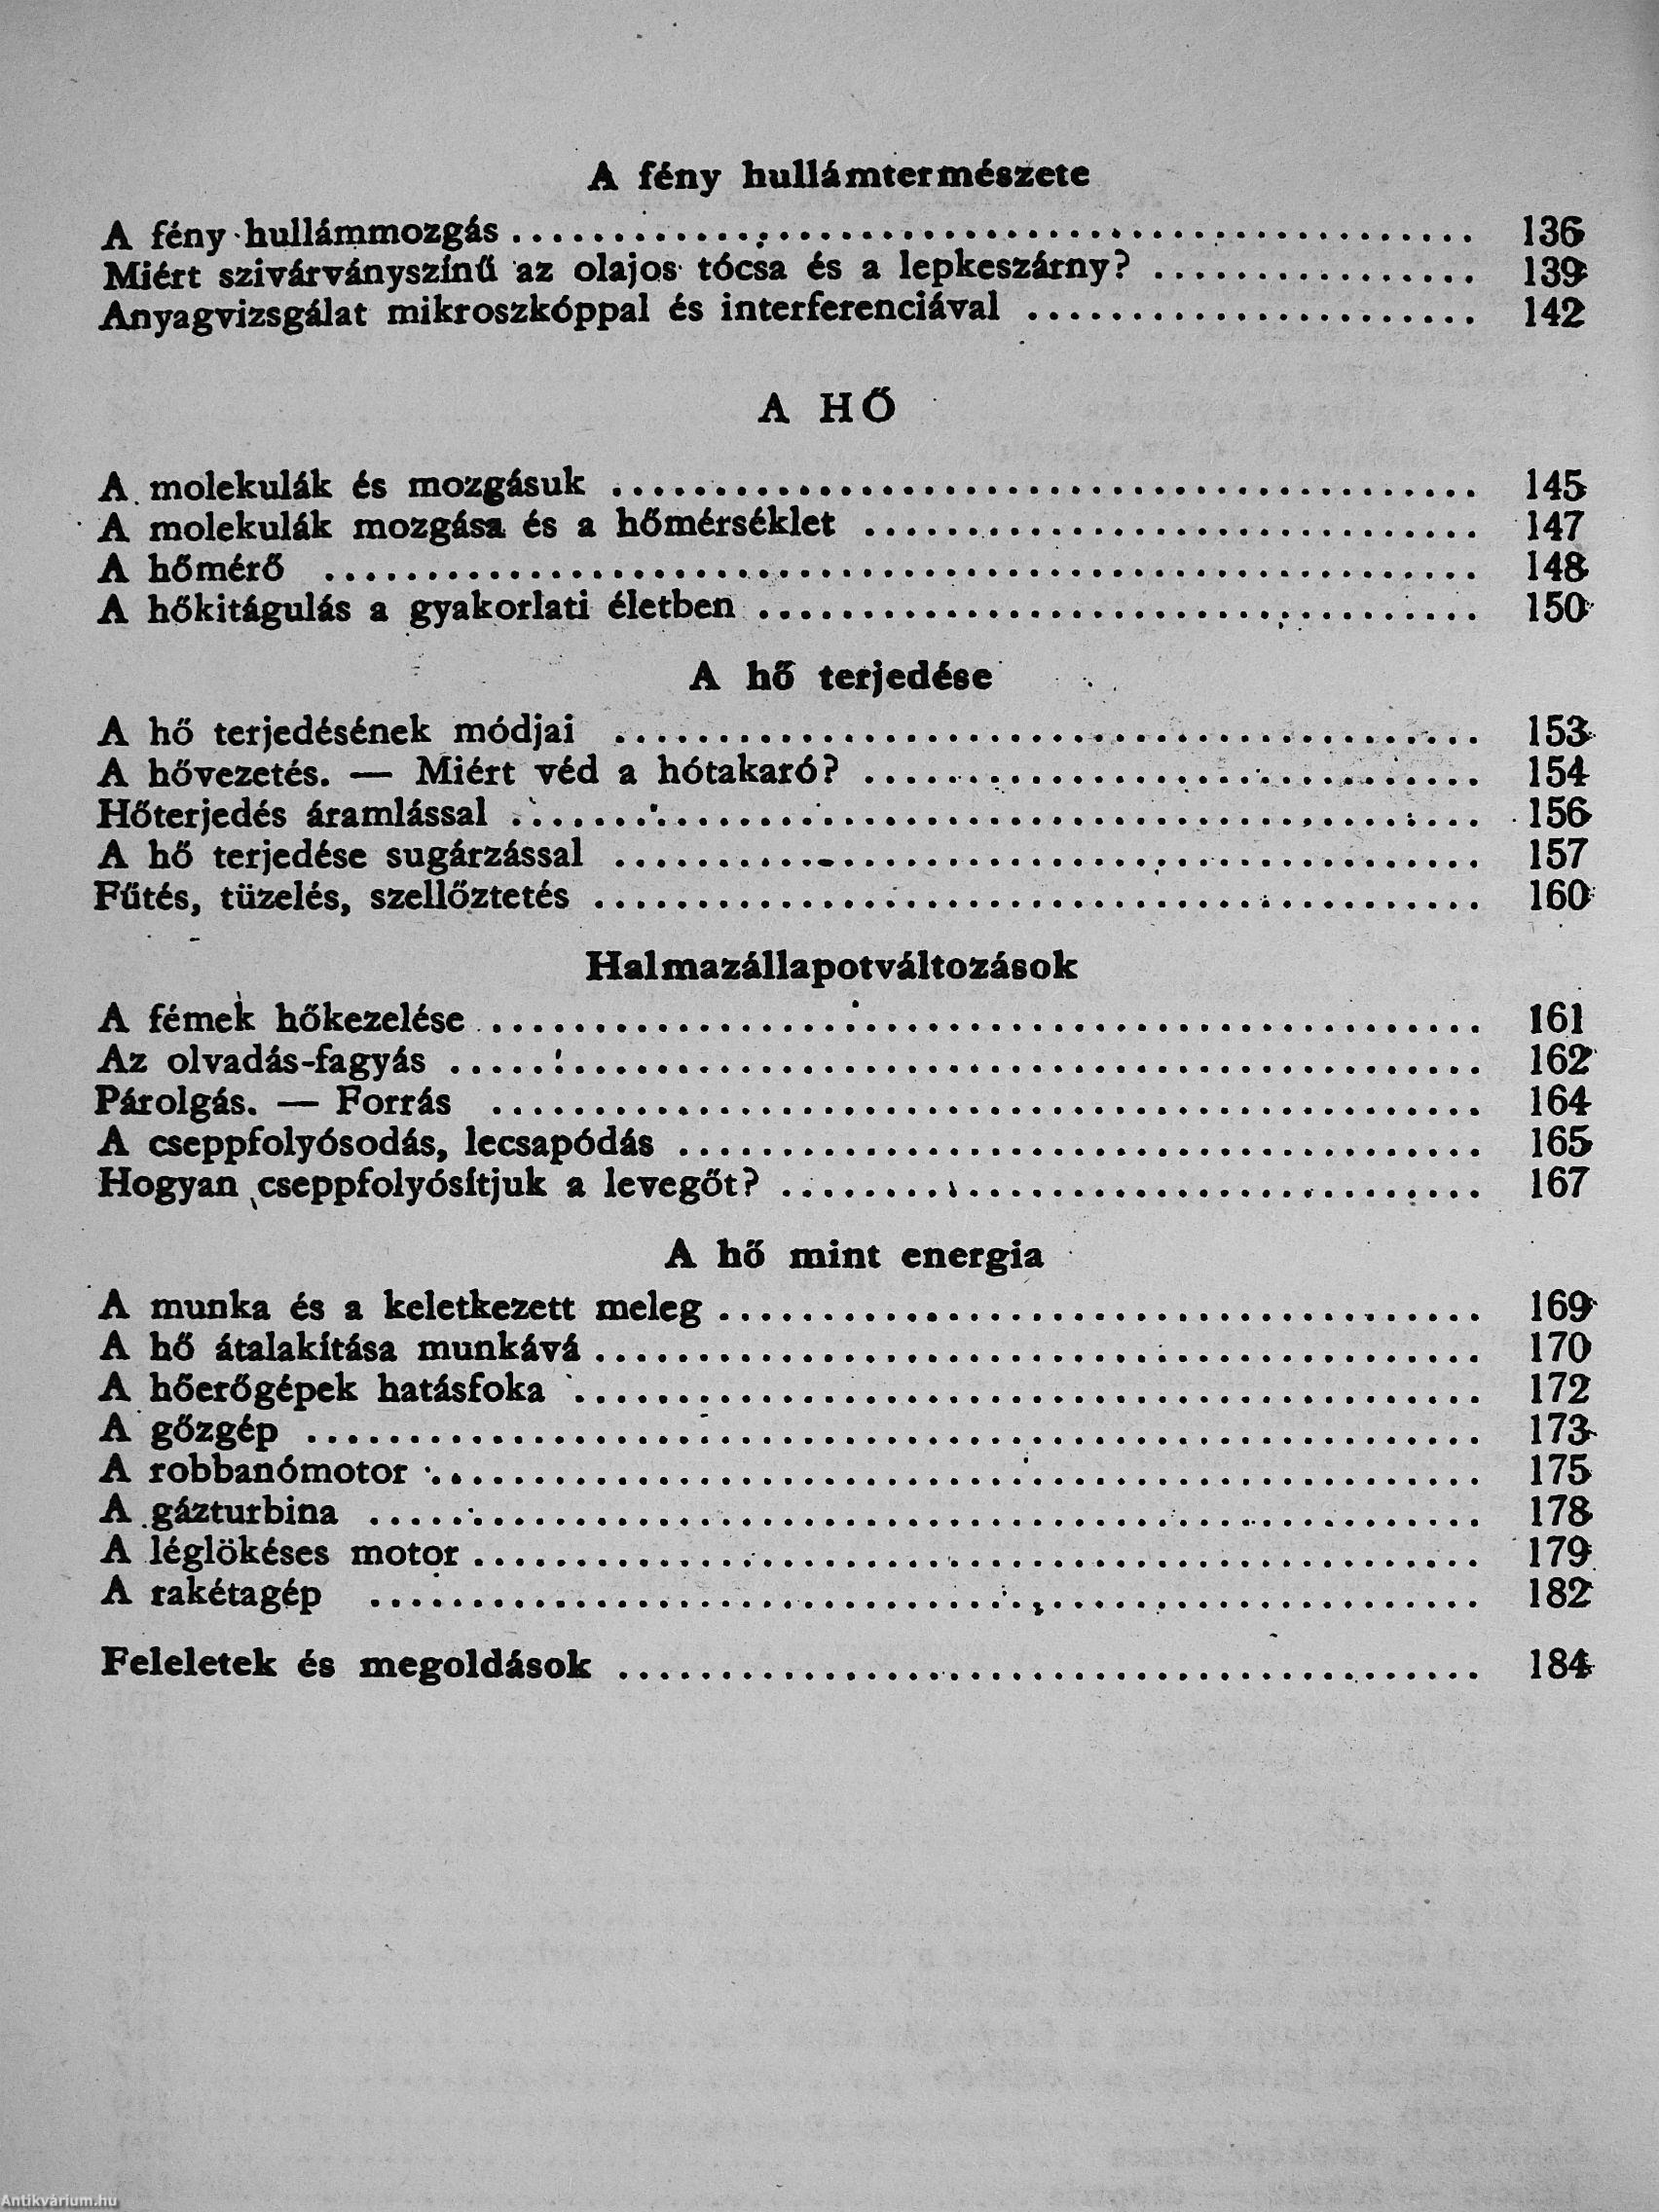 A fény hullámtermészete
A fény hullámmozgás ........................................ 136
Miért szivárványszínű az olajos tócsa és a lepkeszárny? ................ 139
Anyagvizsgálat mikroszkóppal és interferenciával ...................... 142
A HŐ
A molekulák és mozgásuk ........................................ 145
A molekulák mozgása és a hőmérséklet .............................. 147
A hőmérő ........................................ 148
A hőkitágulás a gyakorlati életben ................................... 150
A hő terjedése
A hő terjedésének módjai ........................................ 153
A hővezetés. — Miért véd a hótakaró? .............................. 154
Hőterjedés áramlással ........................................ 156
A hő terjedése sugárzással ........................................ 157
Fűtés, tüzelés, szellőztetés ........................................ 160
Halmazállapotváltozások
A fémek hőkezelése ........................................ 161
Az olvadás-fagyás ........................................ 162
Párolgás. — Forrás ........................................ 164
A cseppfolyósodás, lecsapódás ....................................... 165
Hogyan cseppfolyósítjuk a levegőt? .................................. 167
A hő mint energia
A munka és a keletkezett meleg ..................................... 169
A hő átalakítása munkává ........................................ 170
A hőerőgépek hatásfoka ........................................ 172
A gőzgép ........................................ 173
A robbanómotor ........................................ 175
A gázturbina ........................................ 178
A léglökéses motor ........................................ 179
A rakétagép ........................................ 182
Feleletek és megoldások ........................................ 184
Antikvárium.hu